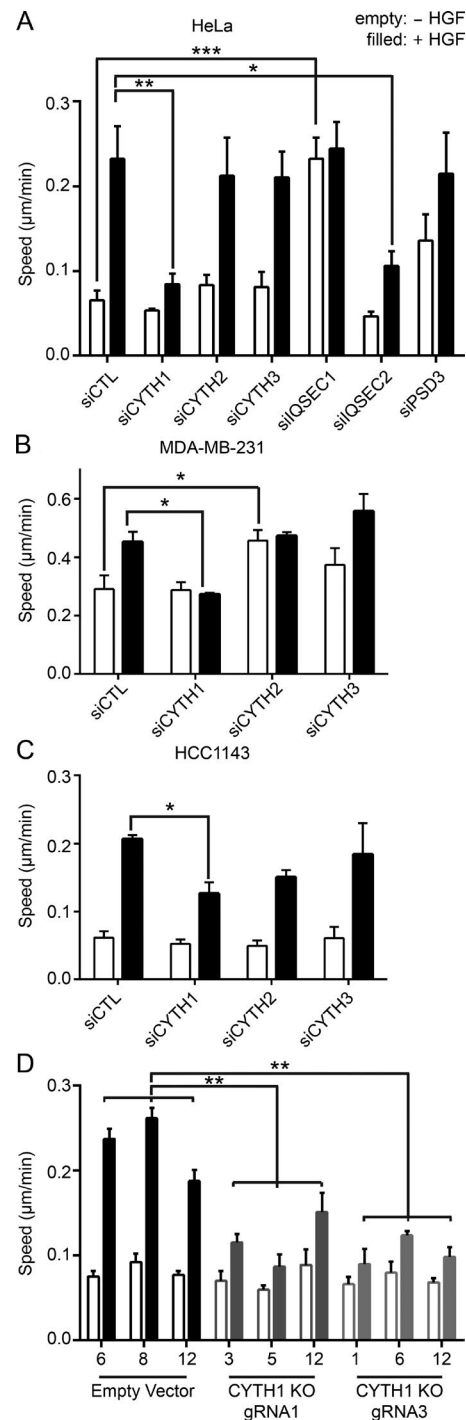 A
HeLa
empty: – HGF
filled: + HGF
***
*
**
Speed (µm/min)
0.3
0.2
0.1
0.0
siCTL
siCYTH1
siCYTH2
siCYTH3
siIQSEC1
siIQSEC2
siPSD3
B
MDA-MB-231
*
*
Speed (µm/min)
0.6
0.4
0.2
0.0
siCTL
siCYTH1
siCYTH2
siCYTH3
C
HCC1143
*
Speed (µm/min)
0.3
0.2
0.1
0.0
siCTL
siCYTH1
siCYTH2
siCYTH3
D
**
**
Speed (µm/min)
0.3
0.2
0.1
0.0
6 8 12 3 5 12 1 6 12
Empty Vector CYTH1 KO CYTH1 KO
gRNA1 gRNA3